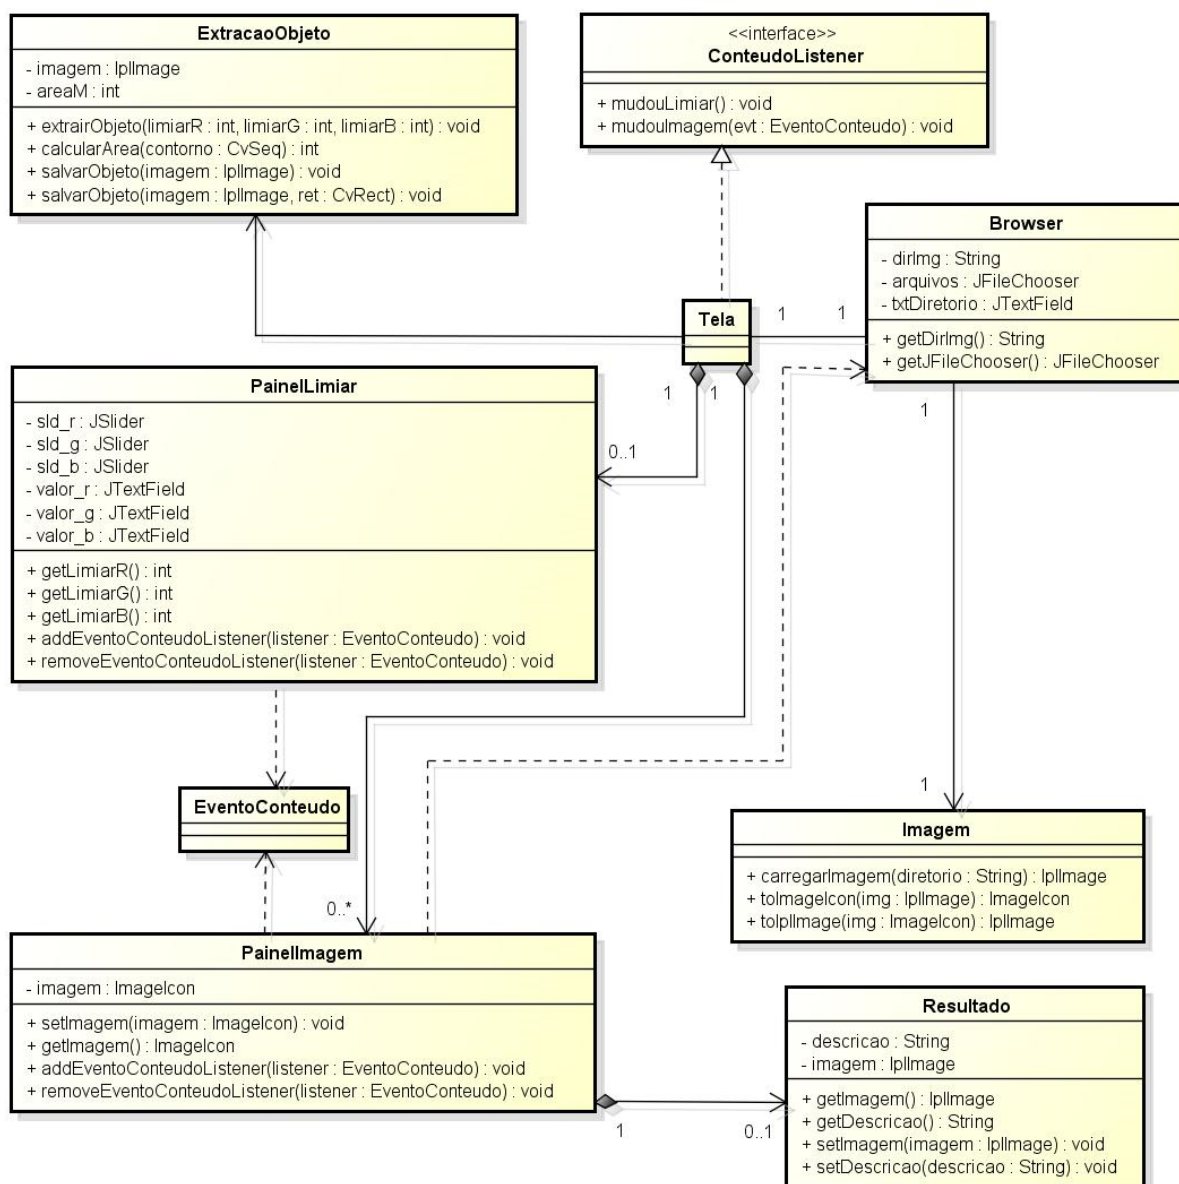 ExtracaoObjeto
- imagem : IplImage
- areaM : int
+ extrairObjeto(limiarR : int, limiarG : int, limiarB : int) : void
+ calcularArea(contorno : CvSeq) : int
+ salvarObjeto(imagem : IplImage) : void
+ salvarObjeto(imagem : IplImage, ret : CvRect) : void
<<interface>>
ConteudoListener
+ mudouLimiar() : void
+ mudouImagem(evt : EventoConteudo) : void
Browser
- dirImg : String
- arquivos : JFileChooser
- txtDiretorio : JTextField
+ getDirImg() : String
+ getJFileChooser() : JFileChooser
Tela
1
1
1
1
0..1
PainelLimiar
- sld_r : JSlider
- sld_g : JSlider
- sld_b : JSlider
- valor_r : JTextField
- valor_g : JTextField
- valor_b : JTextField
+ getLimiarR() : int
+ getLimiarG() : int
+ getLimiarB() : int
+ addEventoConteudoListener(listener : EventoConteudo) : void
+ removeEventoConteudoListener(listener : EventoConteudo) : void
1
1
EventoConteudo
0..*
Imagem
+ carregarImagem(diretorio : String) : IplImage
+ toImageIcon(img : IplImage) : ImageIcon
+ toIplImage(img : ImageIcon) : IplImage
PainelImagem
- imagem : ImageIcon
+ setImagem(imagem : ImageIcon) : void
+ getImagem() : ImageIcon
+ addEventoConteudoListener(listener : EventoConteudo) : void
+ removeEventoConteudoListener(listener : EventoConteudo) : void
1
0..1
Resultado
- descricao : String
- imagem : IplImage
+ getImagem() : IplImage
+ getDescricao() : String
+ setImagem(imagem : IplImage) : void
+ setDescricao(descricao : String) : void